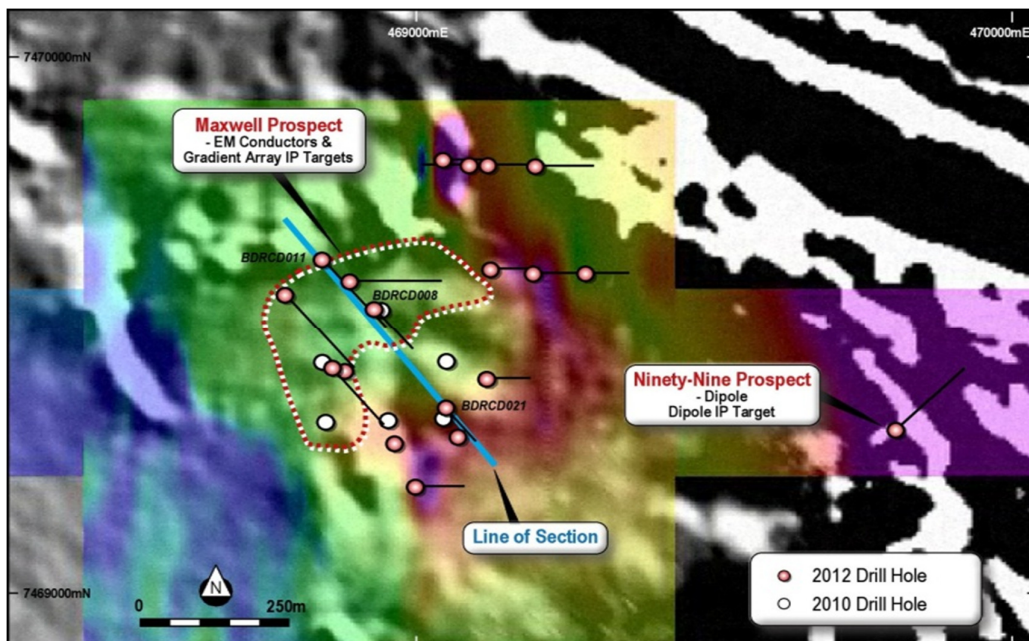 469000mE
470000mE
7470000mN
Maxwell Prospect
- EM Conductors &
Gradient Array IP Targets
BDRCD011
BDRCD008
Ninety-Nine Prospect
- Dipole
Dipole IP Target
BDRCD021
Line of Section
7469000mN
N
0 250m
2012 Drill Hole
2010 Drill Hole